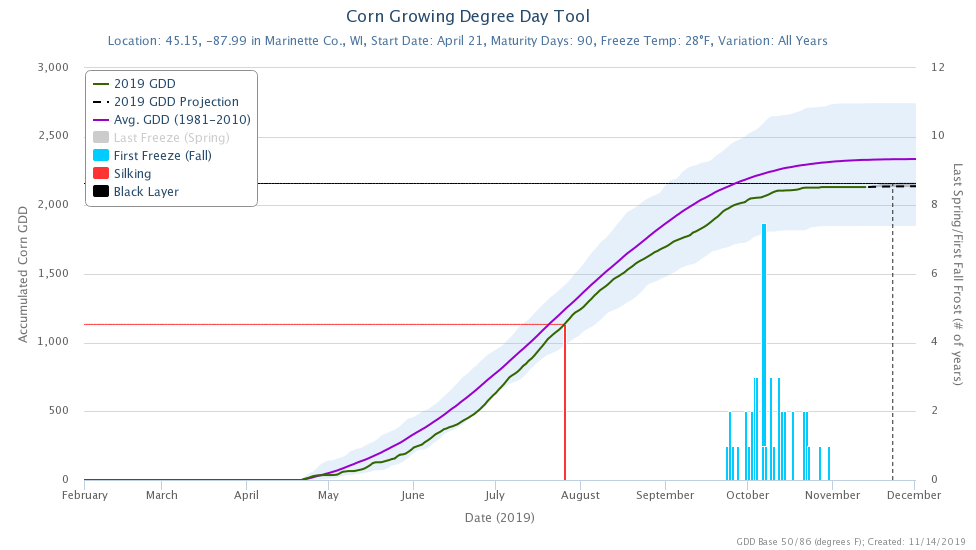 Corn Growing Degree Day Tool
Location: 45.15, -87.99 in Marinette Co., WI, Start Date: April 21, Maturity Days: 90, Freeze Temp: 28°F, Variation: All Years
3,000
2,500
2,000
1,500
1,000
500
0
Accumulated Corn GDD
2019 GDD
2019 GDD Projection
Avg. GDD (1981-2010)
Last Freeze (Spring)
First Freeze (Fall)
Silking
Black Layer
12
10
8
6
4
2
0
Last Spring/First Fall Frost (# of years)
February March April May June July August September October November December
Date (2019)
GDD Base 50/86 (degrees F); Created: 11/14/2019